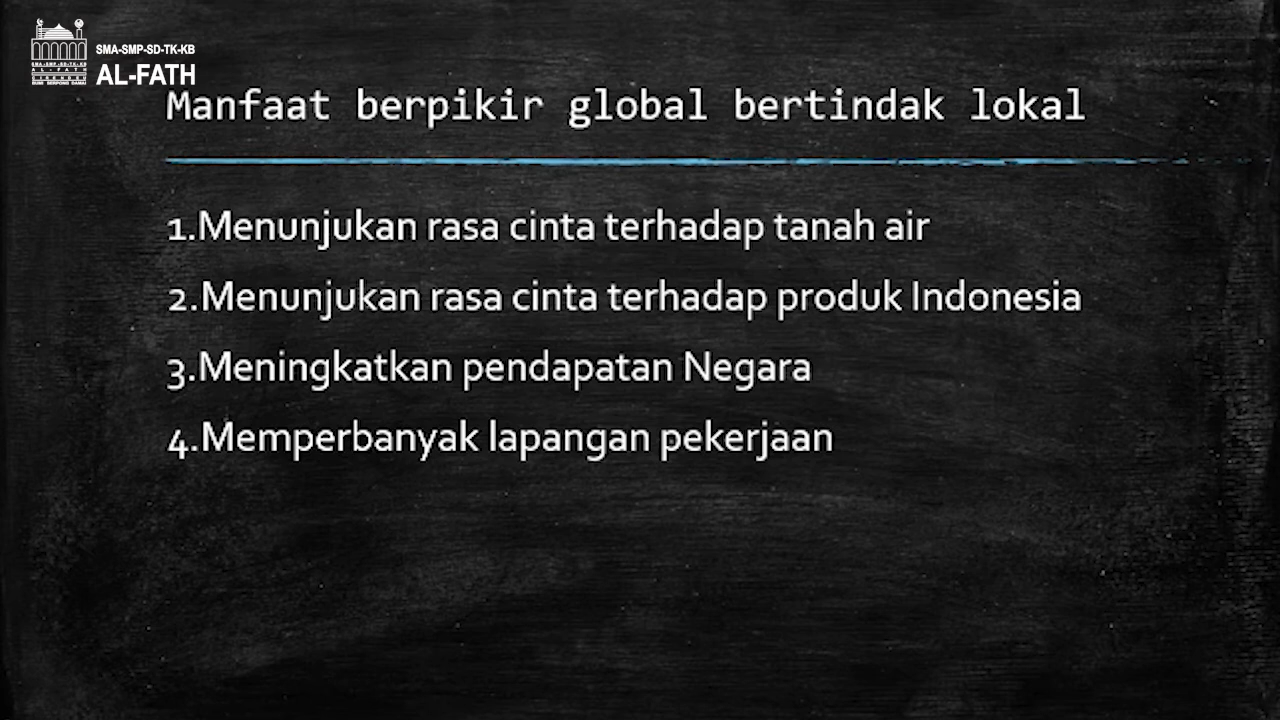 SMA-SMP-SD-TK-KB
AL-FATH
Manfaat berpikir global bertindak lokal
1.Menunjukan rasa cinta terhadap tanah air
2.Menunjukan rasa cinta terhadap produk Indonesia
3.Meningkatkan pendapatan Negara
4.Memperbanyak lapangan pekerjaan